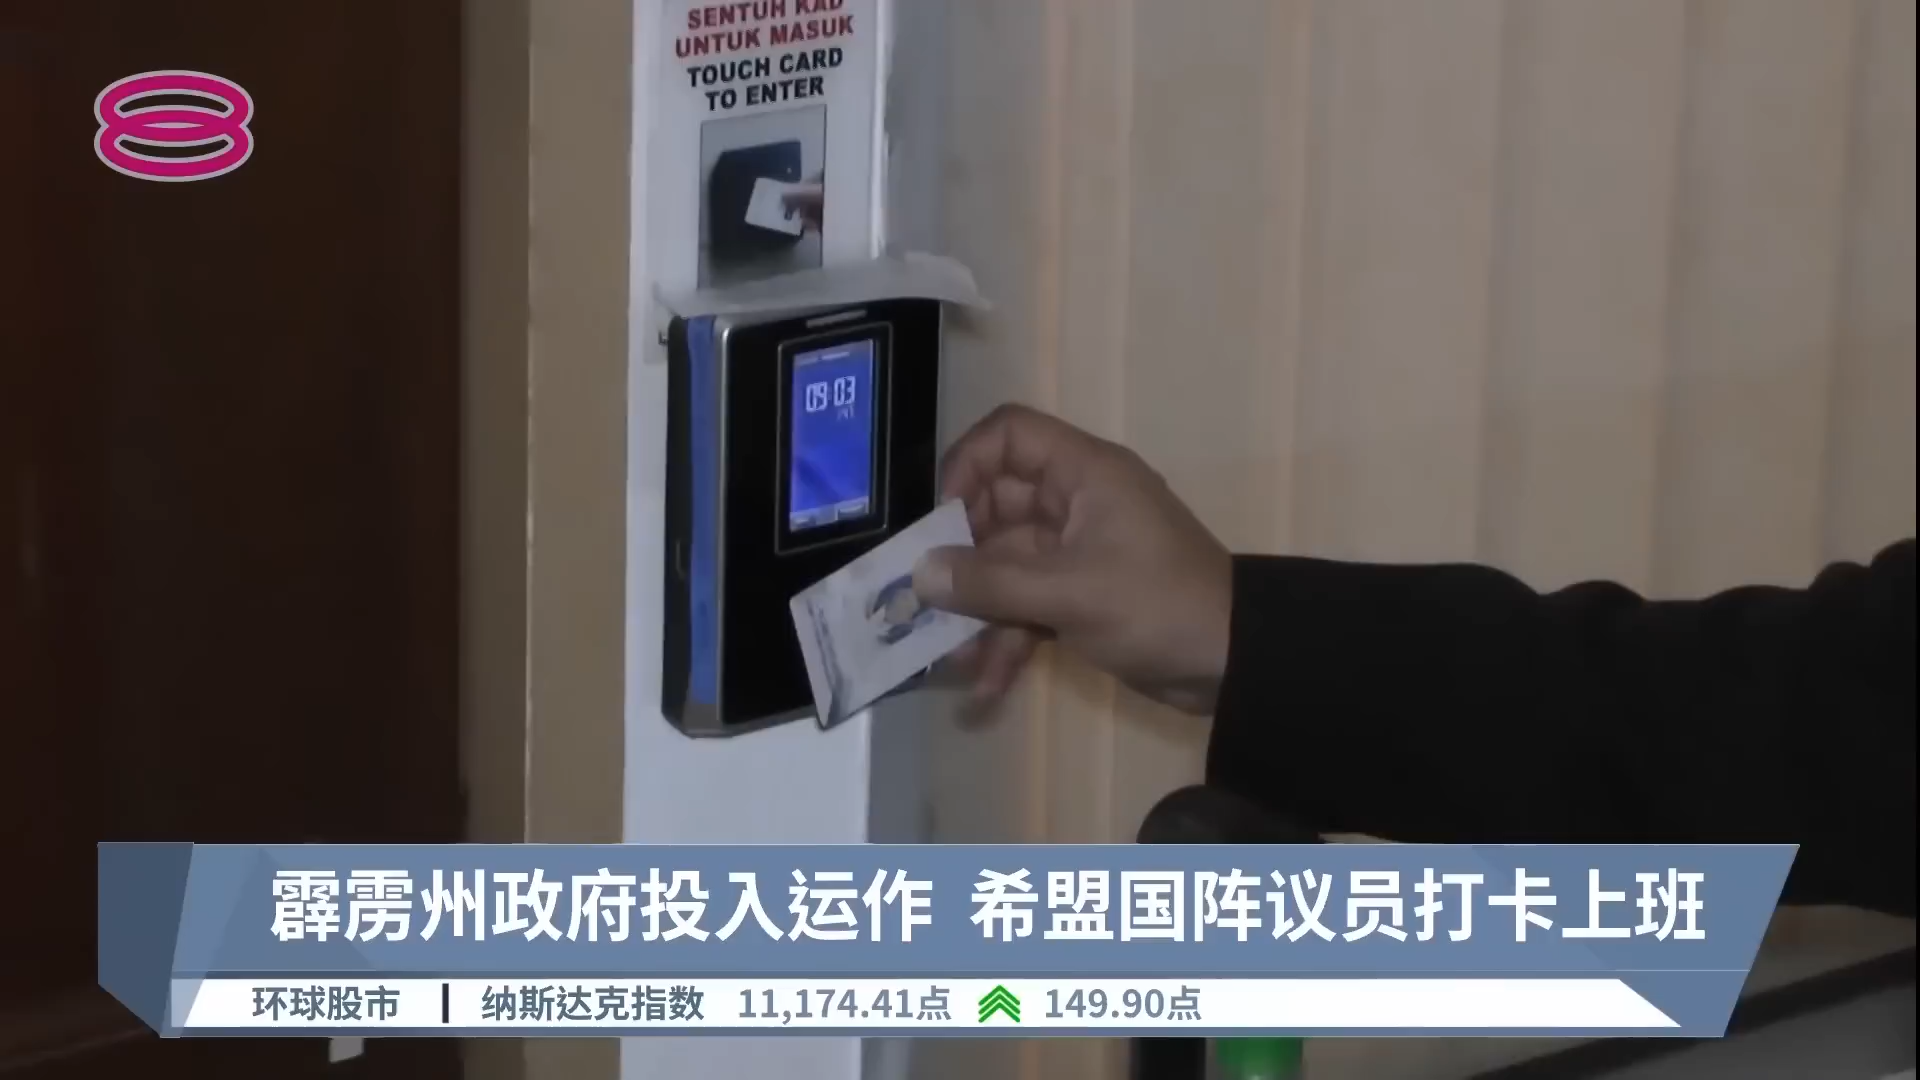 SENTUH KAD
UNTUK MASUK
TOUCH CARD
TO ENTER
09:03
霹雳州政府投入运作 希盟国阵议员打卡上班
环球股市 | 纳斯达克指数 11,174.41点 149.90点